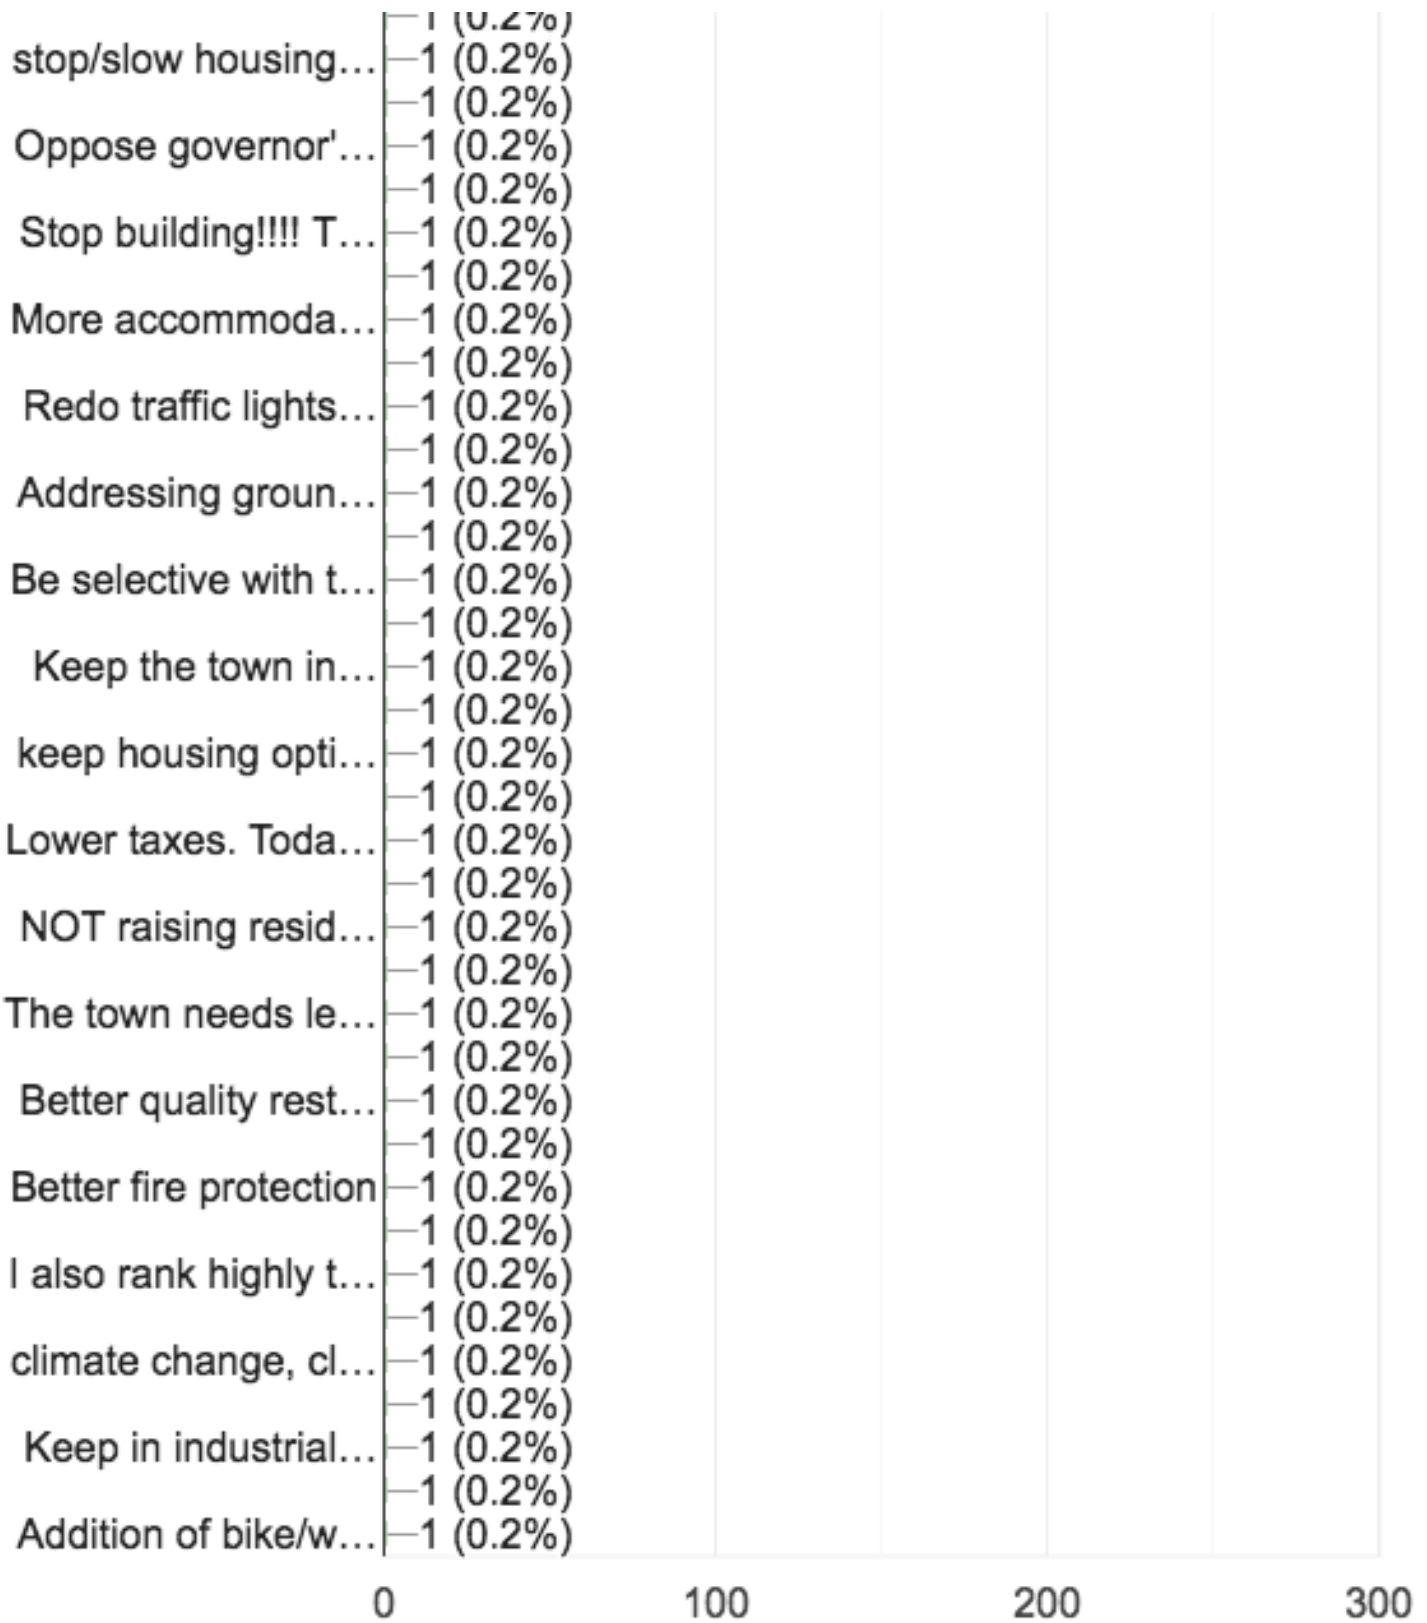 1 (0.2%)
stop/slow housing… 1 (0.2%)
1 (0.2%)
Oppose governor'… 1 (0.2%)
1 (0.2%)
Stop building!!!! T… 1 (0.2%)
1 (0.2%)
More accommoda… 1 (0.2%)
1 (0.2%)
Redo traffic lights… 1 (0.2%)
1 (0.2%)
Addressing groun… 1 (0.2%)
1 (0.2%)
Be selective with t… 1 (0.2%)
1 (0.2%)
Keep the town in… 1 (0.2%)
1 (0.2%)
keep housing opti… 1 (0.2%)
1 (0.2%)
Lower taxes. Toda… 1 (0.2%)
1 (0.2%)
NOT raising resid… 1 (0.2%)
1 (0.2%)
The town needs le… 1 (0.2%)
1 (0.2%)
Better quality rest… 1 (0.2%)
1 (0.2%)
Better fire protection 1 (0.2%)
1 (0.2%)
I also rank highly t… 1 (0.2%)
1 (0.2%)
climate change, cl… 1 (0.2%)
1 (0.2%)
Keep in industrial… 1 (0.2%)
1 (0.2%)
Addition of bike/w… 1 (0.2%)
0 100 200 300